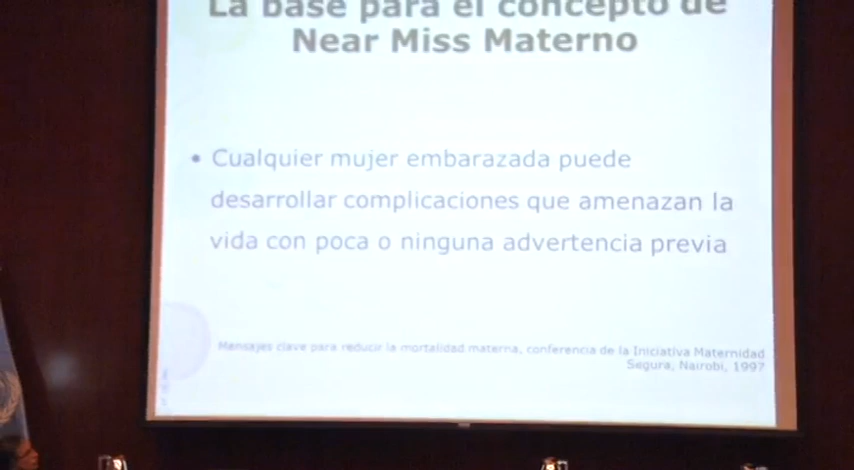 La base para el concepto de
Near Miss Materno
• Cualquier mujer embarazada puede
desarrollar complicaciones que amenazan la
vida con poca o ninguna advertencia previa
Mensajes clave para reducir la mortalidad materna, conferencia de la Iniciativa Maternidad
Segura, Nairobi, 1997